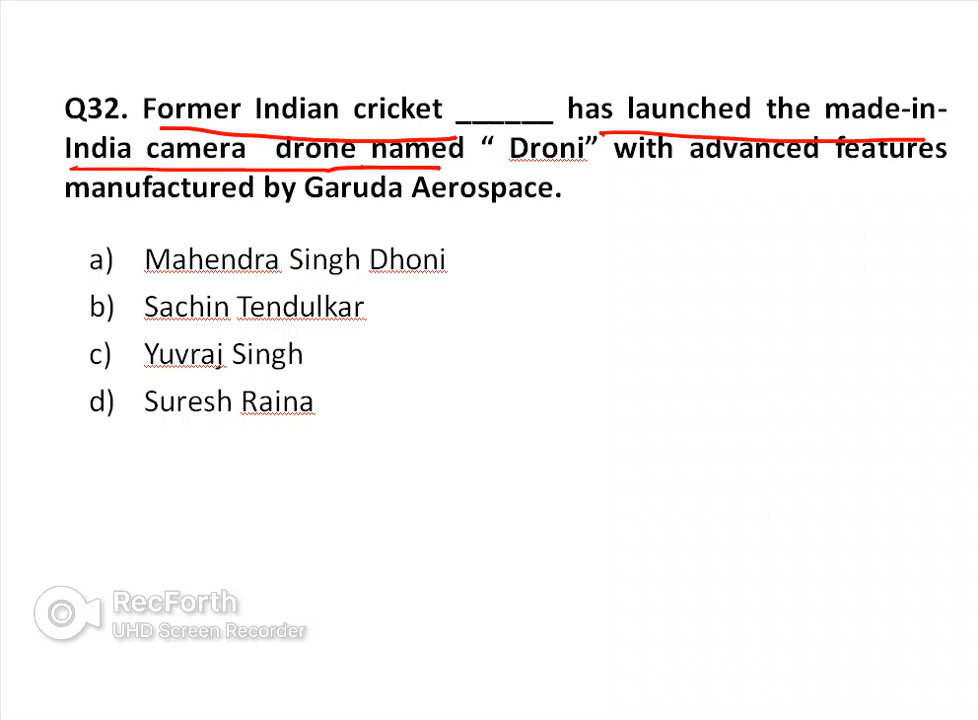 Q32. Former Indian cricket ______ has launched the made-in-
India camera drone named “ Droni” with advanced features
manufactured by Garuda Aerospace.
a) Mahendra Singh Dhoni
b) Sachin Tendulkar
c) Yuvraj Singh
d) Suresh Raina
RecForth
UHD Screen Recorder